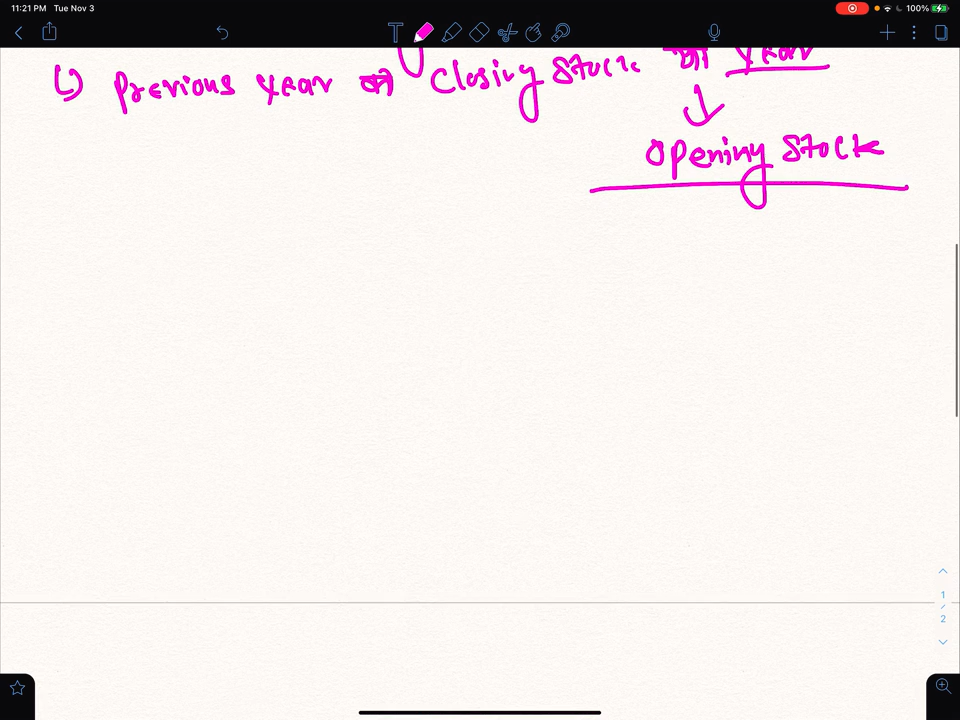 11:21 PM Tue Nov 3
100%
T
Year
(i) Previous Year का Closing Stock
Opening Stock
1
/
2